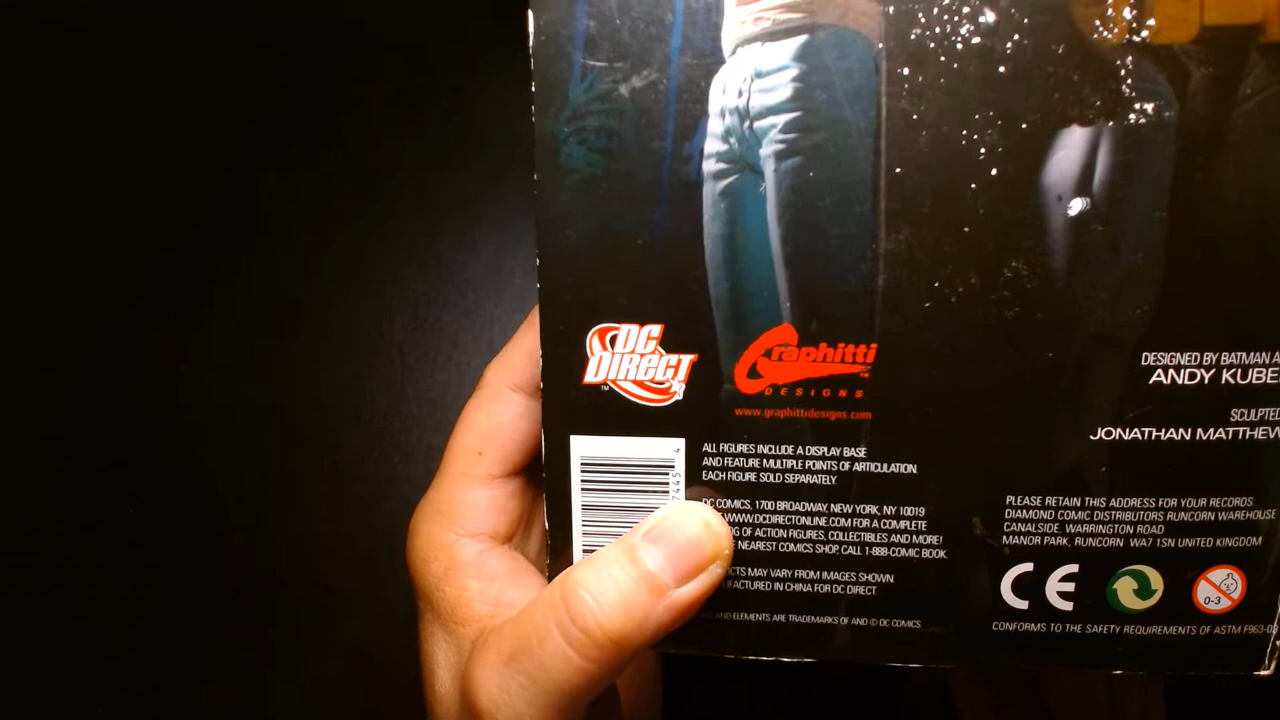 DC
DIRECT
TM
Graphitti
DESIGNS
www.graphittidesigns.com
DESIGNED BY BATMAN
ANDY
SCULPTED
JONATHAN
4
ALL FIGURES INCLUDE A DISPLAY BASE
AND FEATURE MULTIPLE POINTS OF ARTICULATION.
EACH FIGURE SOLD SEPARATELY.
DC COMICS, 1700 BROADWAY, NEW YORK, NY 10019
WWW.DCDIRECTONLINE.COM FOR A COMPLETE
OF ACTION FIGURES, COLLECTIBLES AND MORE!
NEAREST COMICS SHOP, CALL 1-888-COMIC BOOK.
MAY VARY FROM IMAGES SHOWN.
IN CHINA FOR DC DIRECT.
AND ELEMENTS ARE TRADEMARKS OF AND © DC COMICS
PLEASE RETAIN THIS ADDRESS FOR YOUR RECORDS:
DIAMOND COMIC DISTRIBUTORS RUNCORN WAREHOUSE
CANALSIDE, WARRINGTON ROAD
MANOR PARK, RUNCORN WA7 1SN UNITED KINGDOM
CE
0-3
CONFORMS TO THE SAFETY REQUIREMENTS OF ASTM